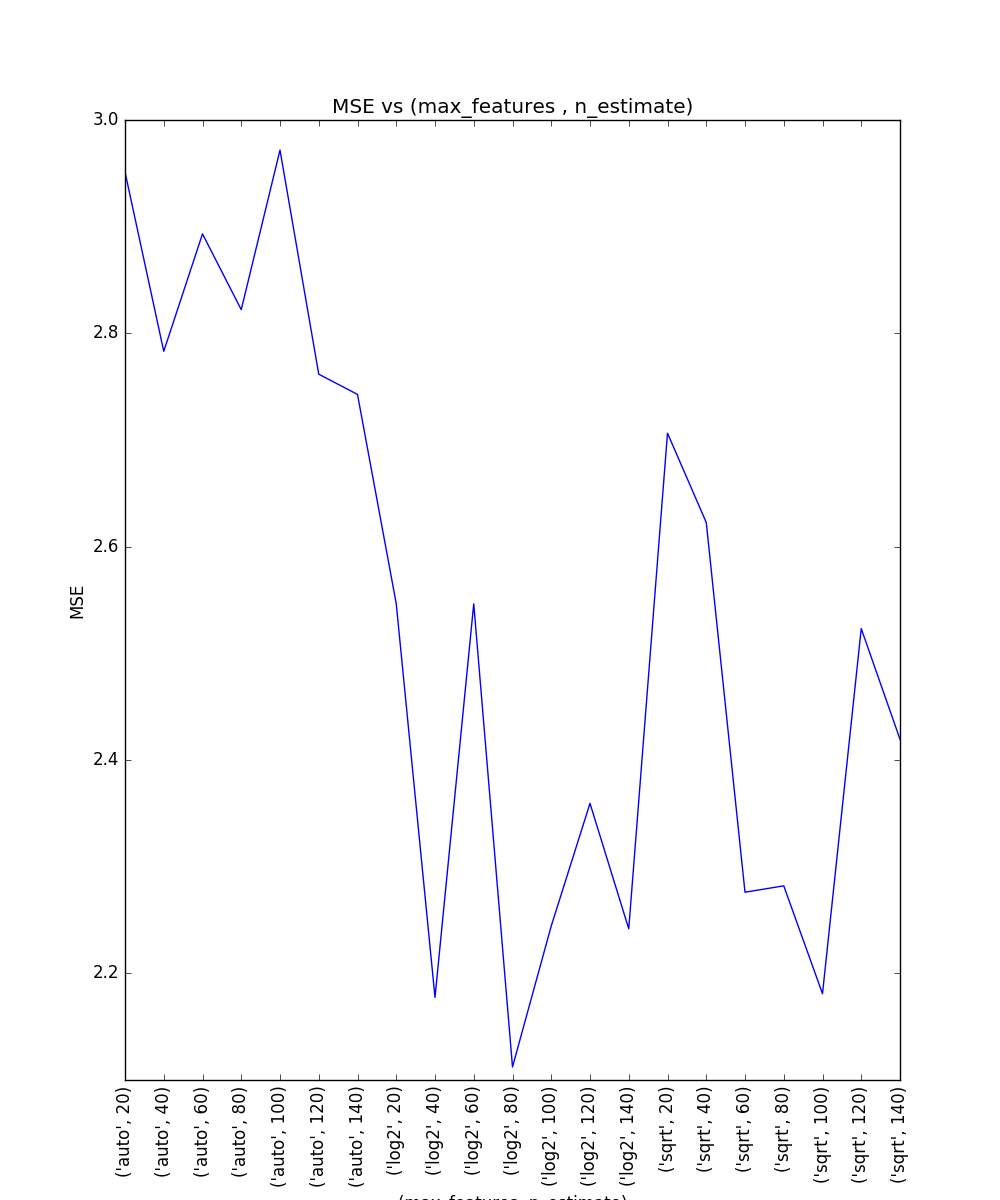 MSE vs (max_features , n_estimate)
3.0
2.8
2.6
2.4
2.2
MSE
('auto', 20)
('auto', 40)
('auto', 60)
('auto', 80)
('auto', 100)
('auto', 120)
('auto', 140)
('log2', 20)
('log2', 40)
('log2', 60)
('log2', 80)
('log2', 100)
('log2', 120)
('log2', 140)
('sqrt', 20)
('sqrt', 40)
('sqrt', 60)
('sqrt', 80)
('sqrt', 100)
('sqrt', 120)
('sqrt', 140)
(max_features, n_estimate)